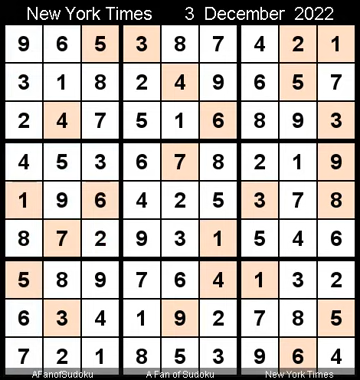 New York Times 3 December 2022
9 6 5 3 8 7 4 2 1
3 1 8 2 4 9 6 5 7
2 4 7 5 1 6 8 9 3
4 5 3 6 7 8 2 1 9
1 9 6 4 2 5 3 7 8
8 7 2 9 3 1 5 4 6
5 8 9 7 6 4 1 3 2
6 3 4 1 9 2 7 8 5
7 2 1 8 5 3 9 6 4
AFanofSudoku A Fan of Sudoku New York Times